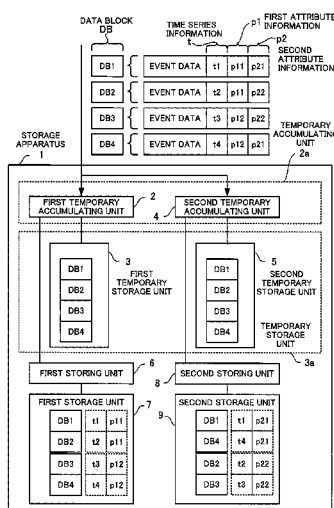 DATA BLOCK
DB
TIME SERIES
INFORMATION
t
FIRST ATTRIBUTE
INFORMATION
p1
p2
SECOND
ATTRIBUTE
INFORMATION
DB1 EVENT DATA t1 p11 p21
DB2 EVENT DATA t2 p11 p22
DB3 EVENT DATA t3 p12 p22
DB4 EVENT DATA t4 p12 p21
STORAGE
APPARATUS
1
TEMPORARY
ACCUMULATING
UNIT
2a
FIRST TEMPORARY
ACCUMULATING UNIT
2
SECOND TEMPORARY
ACCUMULATING UNIT
4
3
DB1
DB2
DB3
DB4
FIRST
TEMPORARY
STORAGE
UNIT
5
DB1
DB2
DB3
DB4
SECOND
TEMPORARY
STORAGE
UNIT
TEMPORARY
STORAGE
UNIT
3a
FIRST STORING UNIT
6
SECOND STORING UNIT
8
FIRST STORAGE UNIT
7
DB1 t1 p11
DB2 t2 p11
DB3 t3 p12
DB4 t4 p12
SECOND STORAGE UNIT
9
DB1 t1 p21
DB4 t4 p21
DB2 t2 p22
DB3 t3 p22